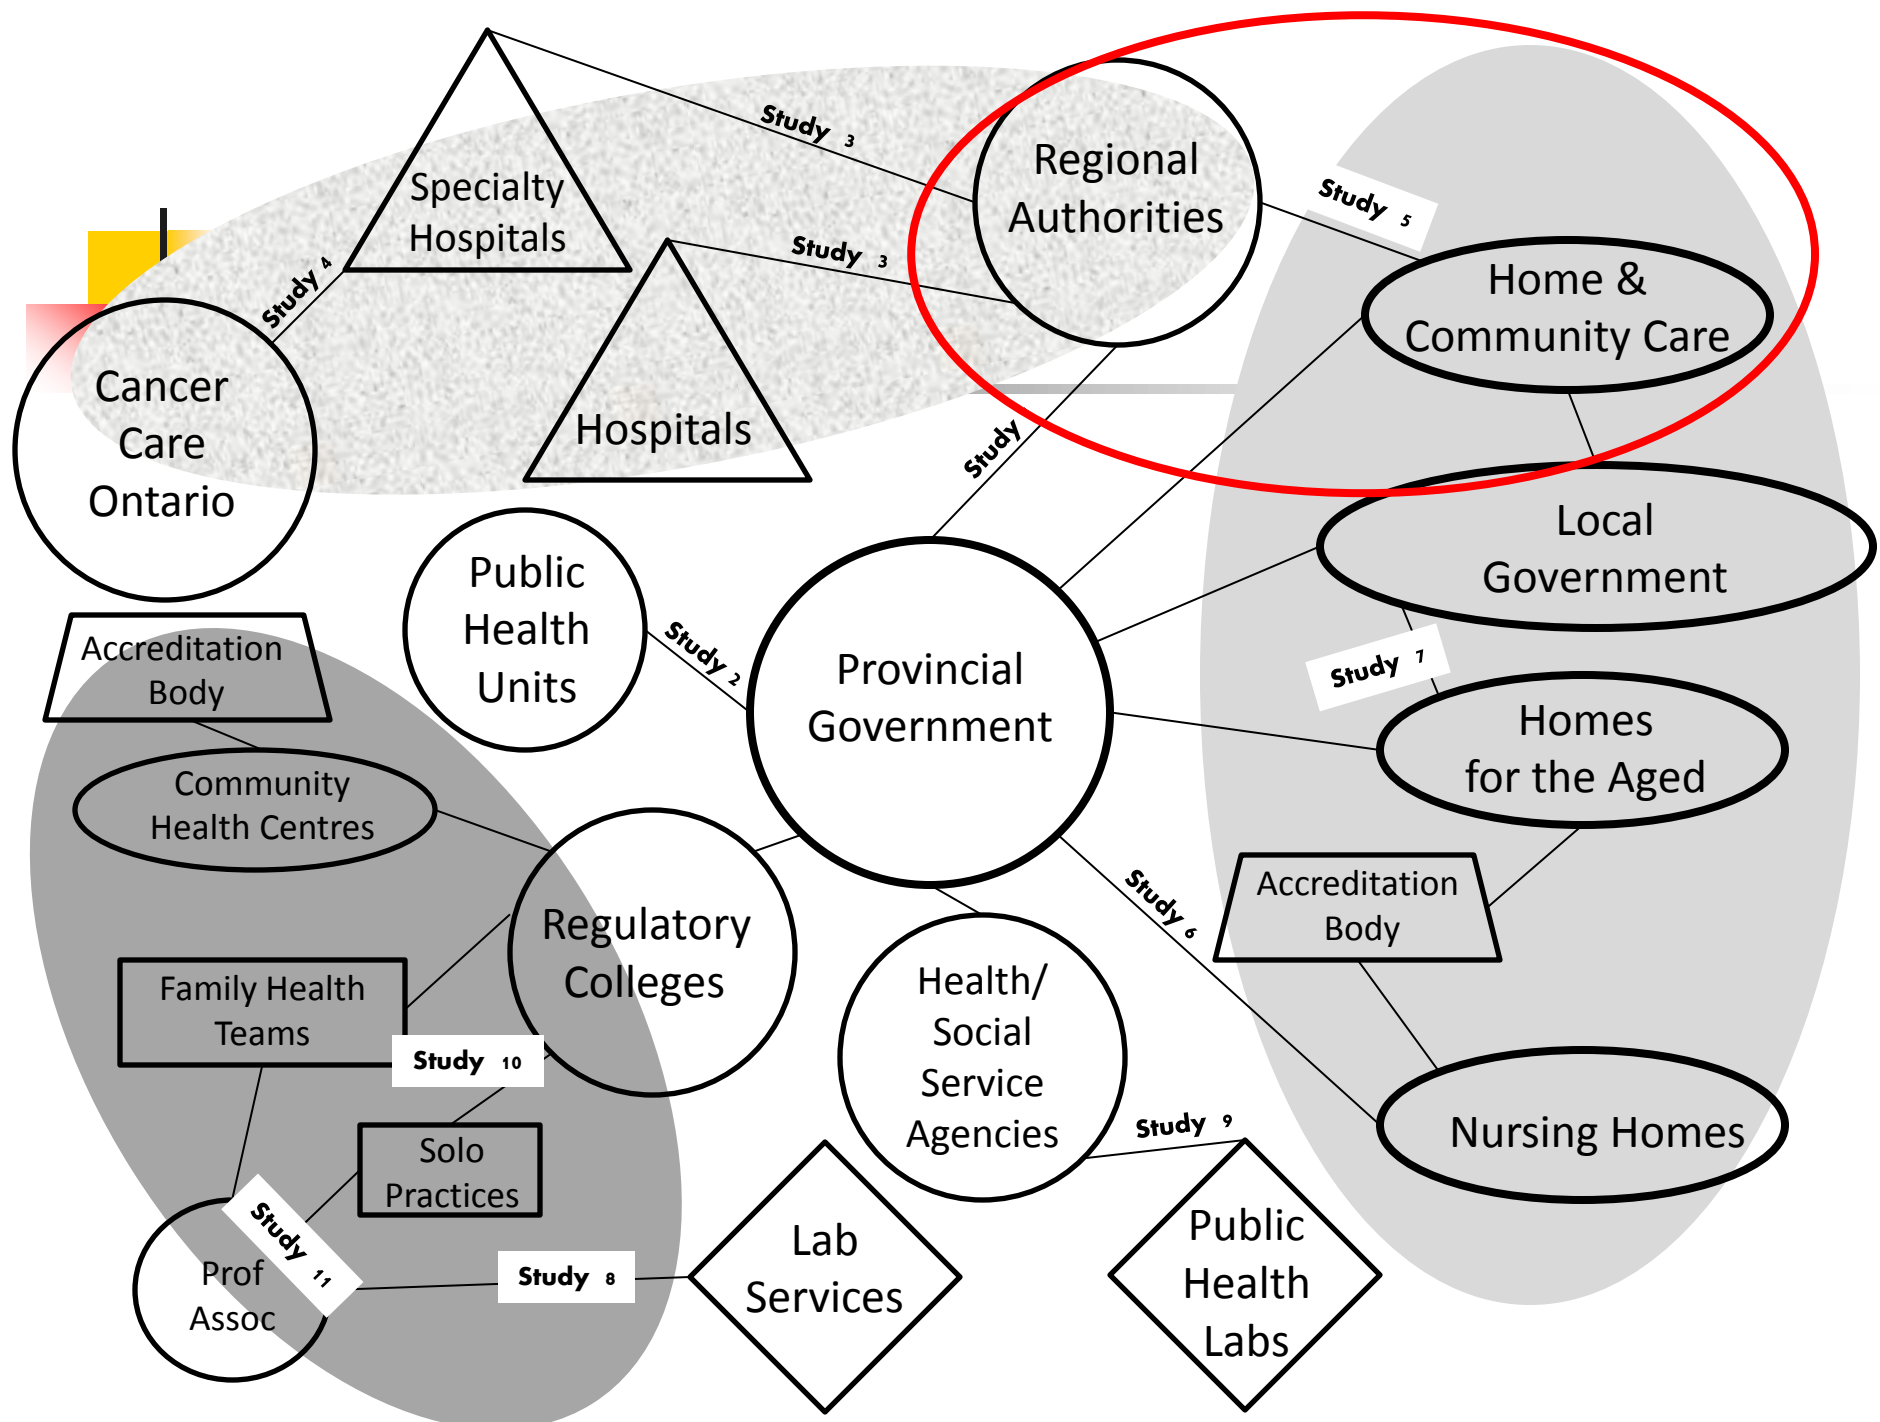 Study 3
Regional
Authorities
Specialty
Hospitals
Study 5
Study 3
Study 4
Home &
Community Care
Cancer
Care
Ontario
Hospitals
Study
Local
Government
Public
Health
Units
Study 2
Provincial
Government
Study 7
Accreditation
Body
Homes
for the Aged
Community
Health Centres
Regulatory
Colleges
Study 6
Accreditation
Body
Family Health
Teams
Health/
Social
Service
Agencies
Study 10
Study 9
Nursing Homes
Solo
Practices
Study 11
Prof
Assoc
Study 8
Lab
Services
Public
Health
Labs